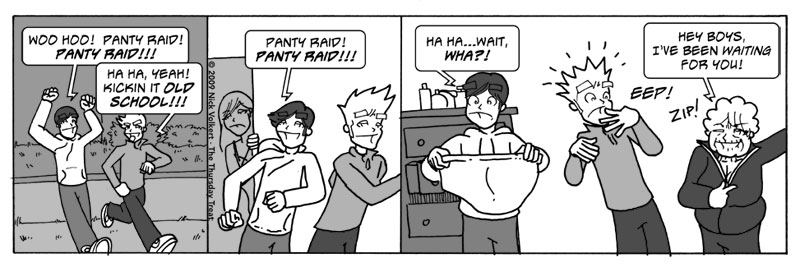 WOO HOO! PANTY RAID!
PANTY RAID!!!
HA HA, YEAH!
KICKIN IT OLD
SCHOOL!!!
© 2009 Nick Volkert - The Thursday Treat
PANTY RAID!
PANTY RAID!!!
HA HA...WAIT,
WHA?!
EEP!
HEY BOYS,
I'VE BEEN WAITING
FOR YOU!
ZIP!